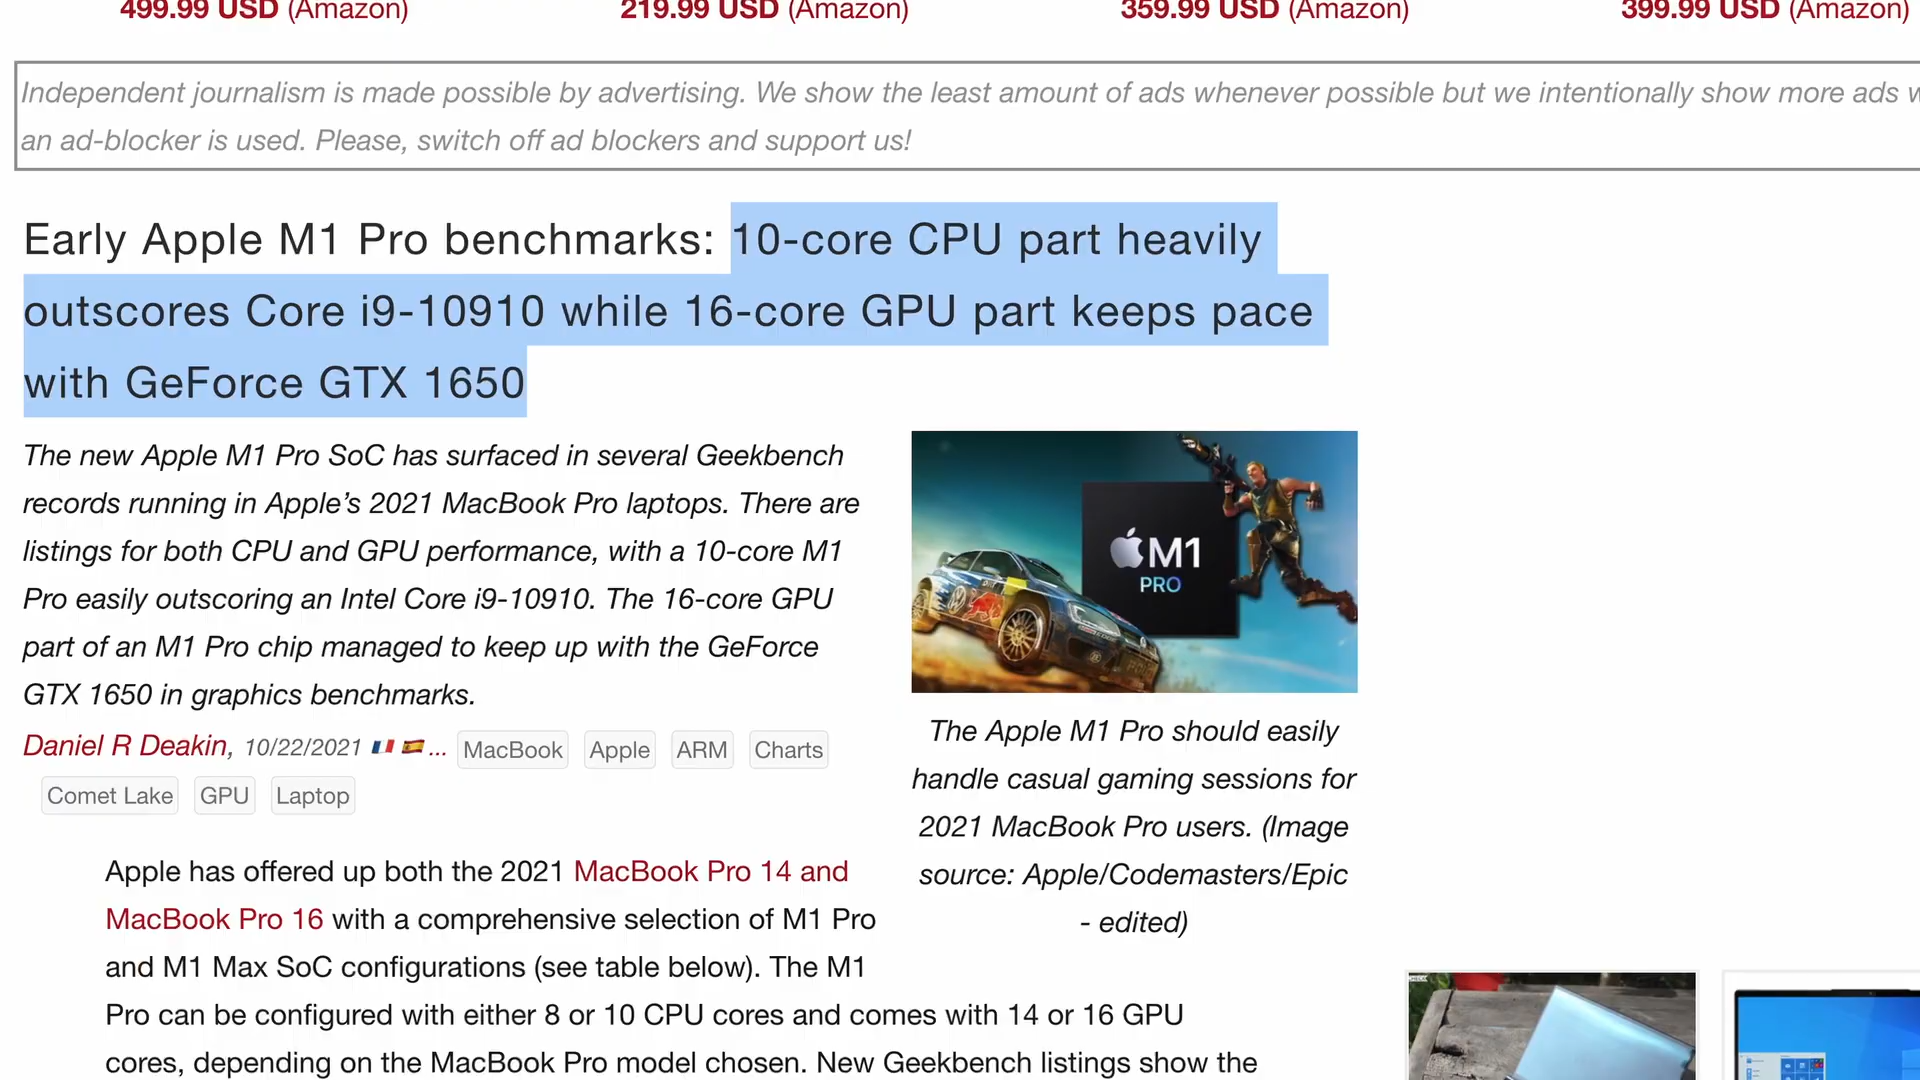 499.99 USD (Amazon) 219.99 USD (Amazon) 359.99 USD (Amazon) 399.99 USD (Amazon)
Independent journalism is made possible by advertising. We show the least amount of ads whenever possible but we intentionally show more ads
an ad-blocker is used. Please, switch off ad blockers and support us!
Early Apple M1 Pro benchmarks: 10-core CPU part heavily
outscores Core i9-10910 while 16-core GPU part keeps pace
with GeForce GTX 1650
The new Apple M1 Pro SoC has surfaced in several Geekbench
records running in Apple’s 2021 MacBook Pro laptops. There are
listings for both CPU and GPU performance, with a 10-core M1
Pro easily outscoring an Intel Core i9-10910. The 16-core GPU
part of an M1 Pro chip managed to keep up with the GeForce
GTX 1650 in graphics benchmarks.
Daniel R Deakin, 10/22/2021 ... MacBook Apple ARM Charts
Comet Lake GPU Laptop
M1
PRO
The Apple M1 Pro should easily
handle casual gaming sessions for
2021 MacBook Pro users. (Image
source: Apple/Codemasters/Epic
- edited)
Apple has offered up both the 2021 MacBook Pro 14 and
MacBook Pro 16 with a comprehensive selection of M1 Pro
and M1 Max SoC configurations (see table below). The M1
Pro can be configured with either 8 or 10 CPU cores and comes with 14 or 16 GPU
cores, depending on the MacBook Pro model chosen. New Geekbench listings show the